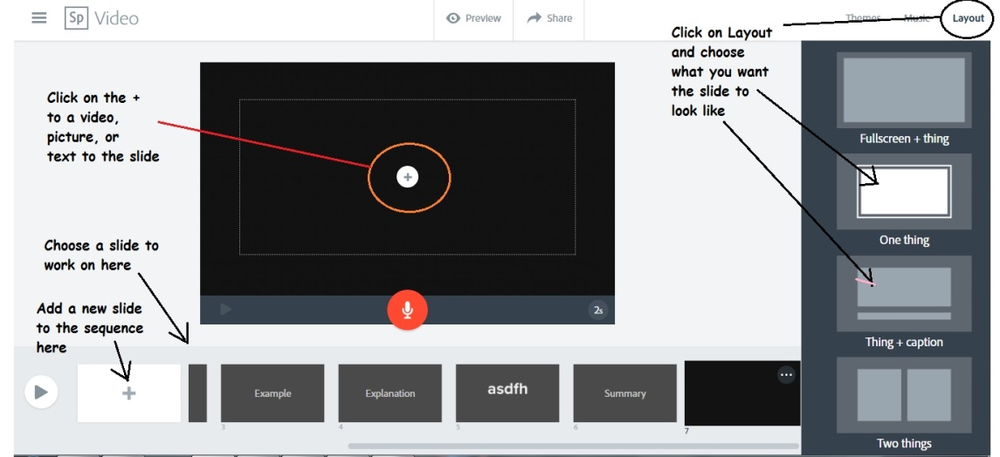 Sp Video
Preview
Share
Themes
Music
Layout
Click on Layout
and choose
what you want
the slide to
look like
Click on the +
to a video,
picture, or
text to the slide
+
Fullscreen + thing
One thing
Choose a slide to
work on here
Add a new slide
to the sequence
here
2s
Thing + caption
+
Example
Explanation
asdfh
Summary
...
3
4
5
6
7
Two things